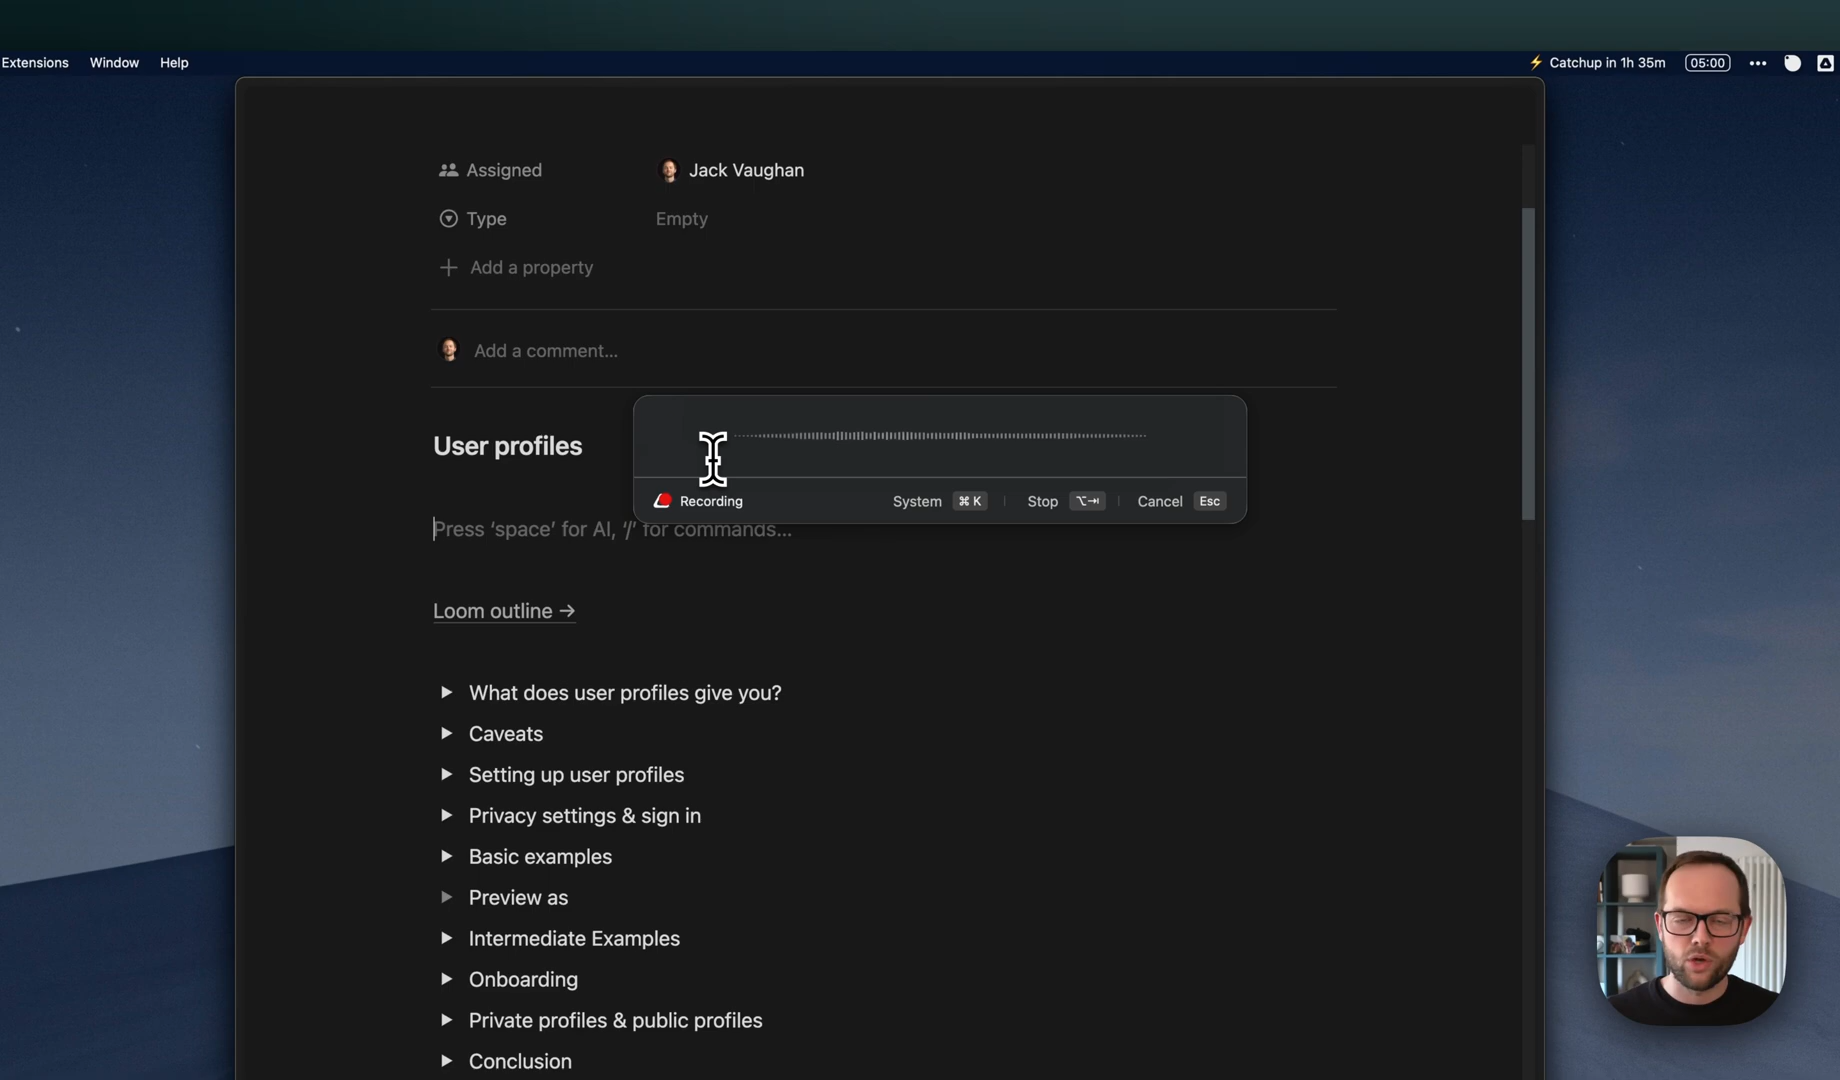 Extensions Window Help
⚡ Catchup in 1h 35m 05:00 •••
Assigned Jack Vaughan
Type Empty
+ Add a property
Add a comment...
User profiles
Recording System ⌘ K Stop ⌥⇥ Cancel Esc
Press ‘space’ for AI, ‘/’ for commands...
Loom outline →
What does user profiles give you?
Caveats
Setting up user profiles
Privacy settings & sign in
Basic examples
Preview as
Intermediate Examples
Onboarding
Private profiles & public profiles
Conclusion